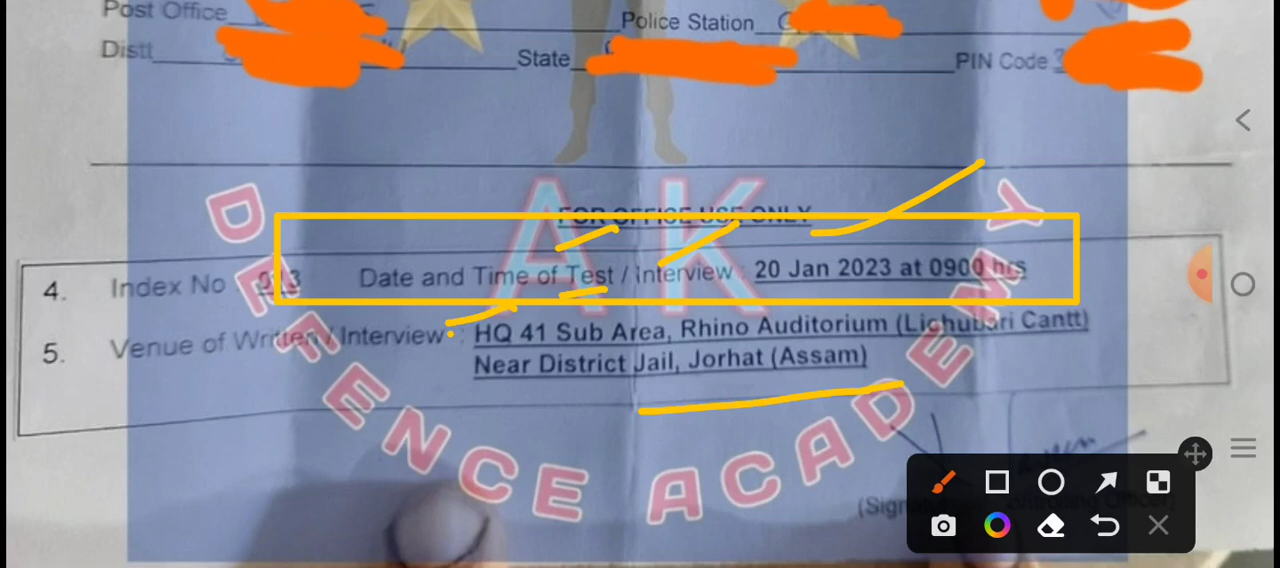 Post Office
Police Station
Distt
State
PIN Code
FOR OFFICE USE ONLY
4. Index No 013 Date and Time of Test / Interview : 20 Jan 2023 at 0900 hrs
5. Venue of Written / Interview : HQ 41 Sub Area, Rhino Auditorium (Lichubari Cantt)
Near District Jail, Jorhat (Assam)
AK
DEFENCE ACADEMY